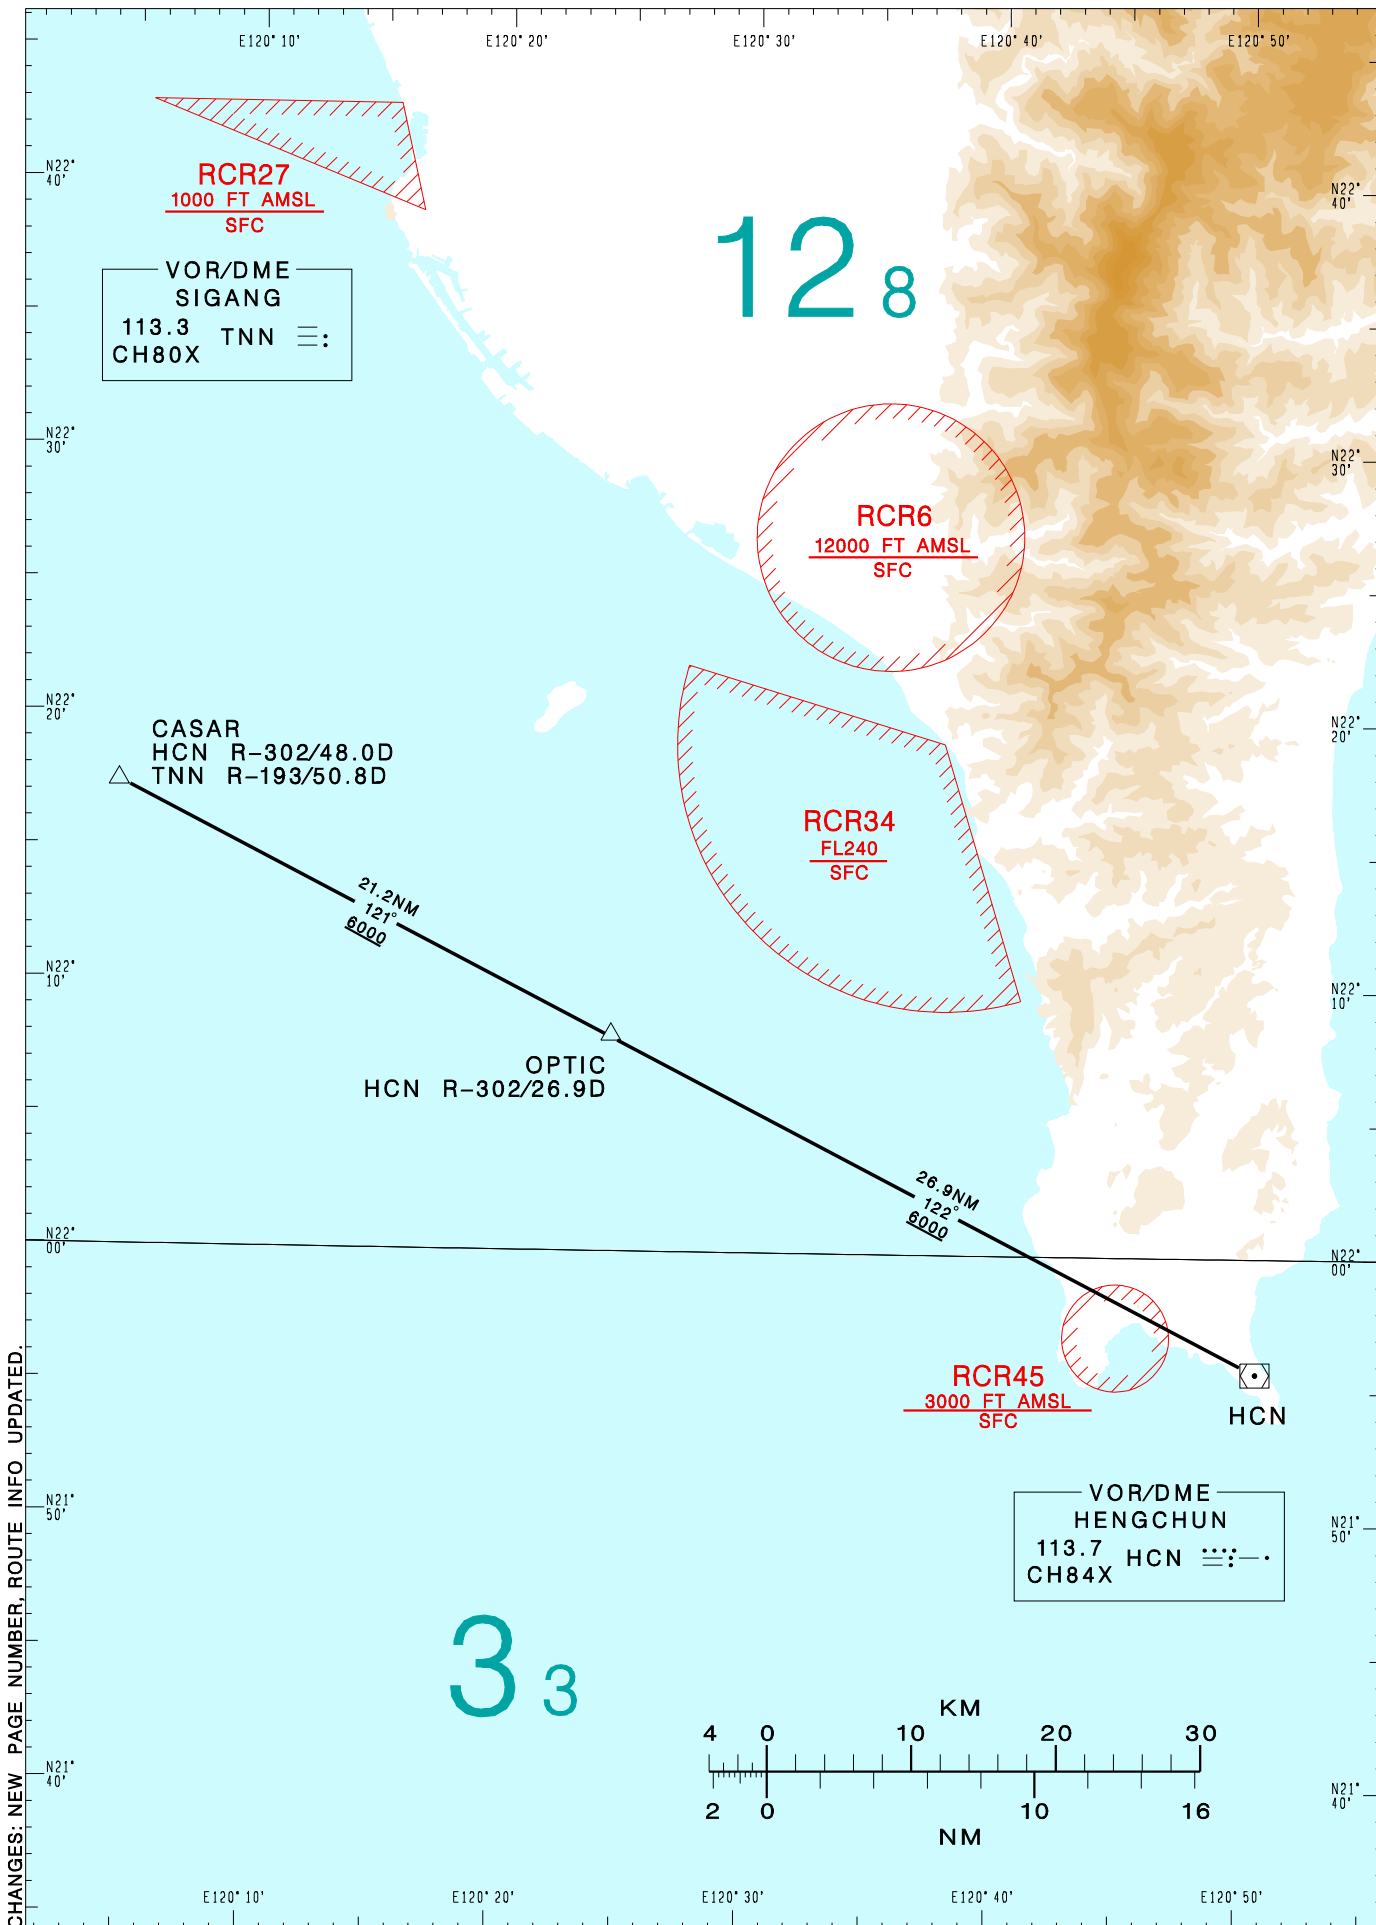 E120° 10'
E120° 20'
E120° 30'
E120° 40'
E120° 50'
N22°
40'
RCR27
1000 FT AMSL
SFC
N22°
40'
12 8
VOR/DME
SIGANG
113.3
CH80X
TNN
N22°
30'
N22°
30'
RCR6
12000 FT AMSL
SFC
N22°
20'
N22°
20'
CASAR
HCN R-302/48.0D
TNN R-193/50.8D
RCR34
FL240
SFC
21.2NM
121°
6000
N22°
10'
N22°
10'
OPTIC
HCN R-302/26.9D
26.9NM
122°
6000
N22°
00'
N22°
00'
RCR45
3000 FT AMSL
SFC
HCN
N21°
50'
N21°
50'
VOR/DME
HENGCHUN
113.7
CH84X
HCN
3 3
KM
4 0 10 20 30
2 0 10 16
NM
N21°
40'
N21°
40'
E120° 10'
E120° 20'
E120° 30'
E120° 40'
E120° 50'
CHANGES: NEW PAGE NUMBER, ROUTE INFO UPDATED.